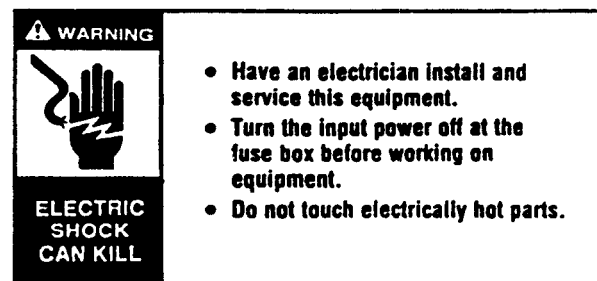 ⚠ WARNING
ELECTRIC
SHOCK
CAN KILL
• Have an electrician install and
service this equipment.
• Turn the input power off at the
fuse box before working on
equipment.
• Do not touch electrically hot parts.